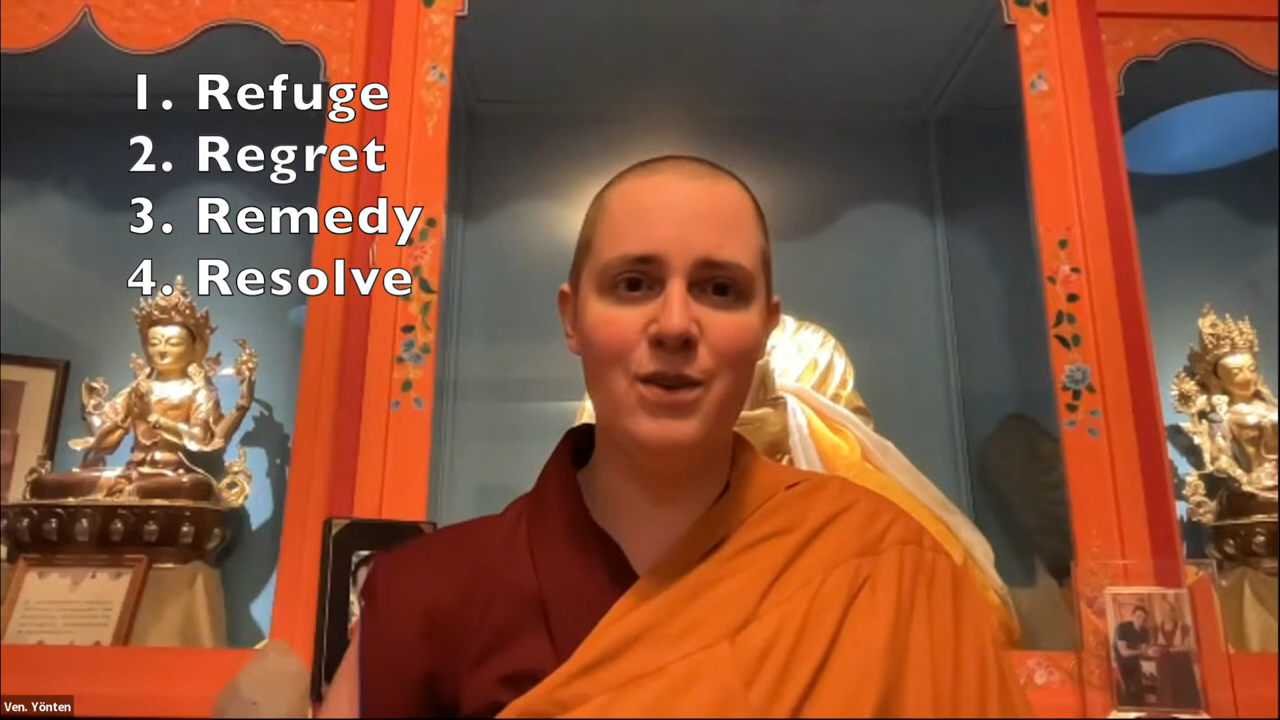 1. Refuge
2. Regret
3. Remedy
4. Resolve
Ven. Yönten